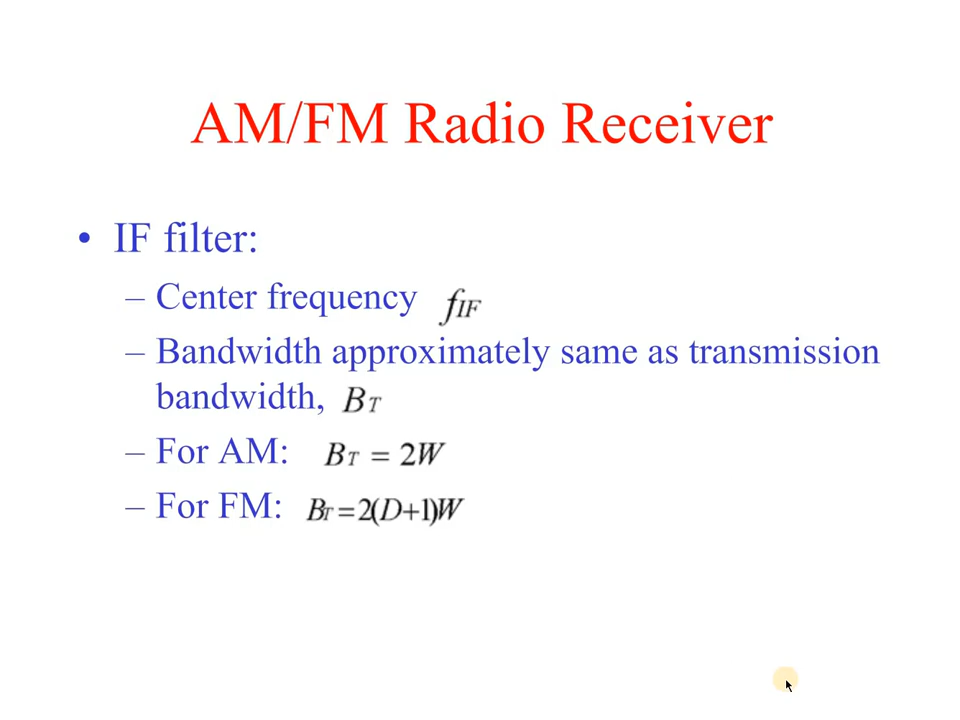 AM/FM Radio Receiver
• IF filter:
– Center frequency f_IF
– Bandwidth approximately same as transmission
bandwidth, B_T
– For AM: B_T = 2W
– For FM: B_T = 2(D+1)W